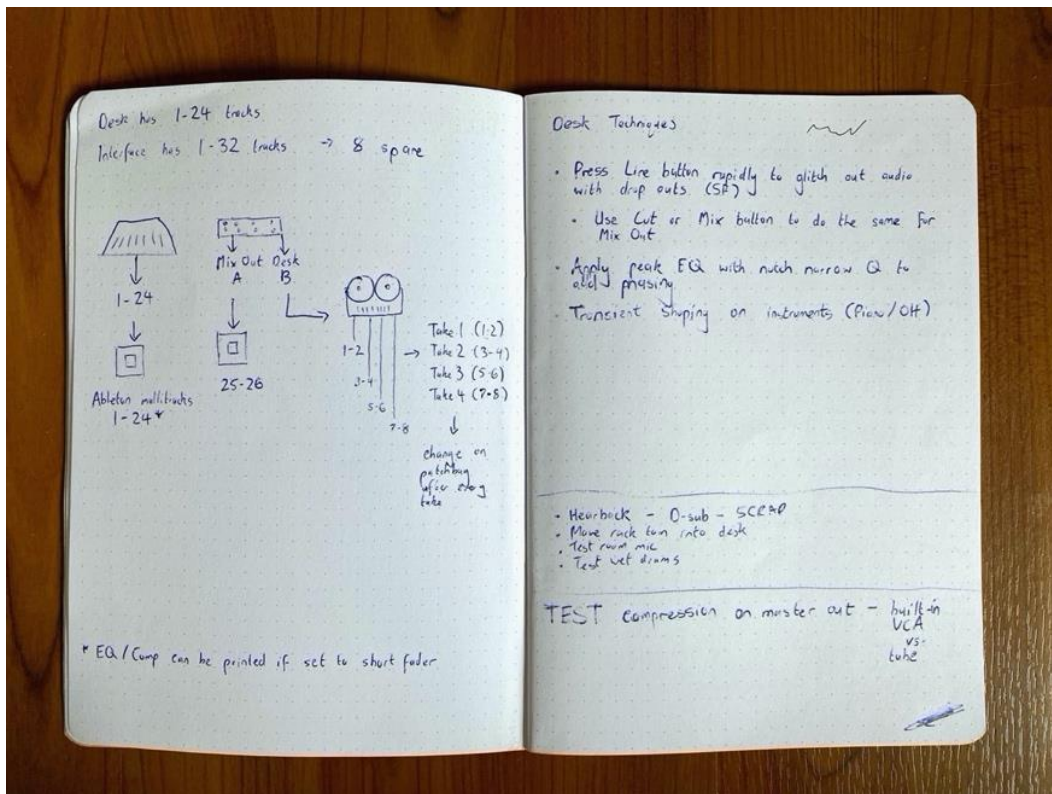 Desk has 1-24 tracks
Interface has 1-32 tracks → 8 spare
Mix Out Desk
A B
1-24
Ableton multitracks
1-24*
25-26
1-2
3-4
5-6
7-8
→ Take 1 (1-2)
Take 2 (3-4)
Take 3 (5-6)
Take 4 (7-8)
change on
patchbay
after every
take
* EQ/Comp can be printed if set to short fader
Desk Techniques
• Press Line button rapidly to glitch out audio
with drop outs (SP)
• Use Cut or Mix button to do the same for
Mix Out
• Apply peak EQ with notch narrow Q to
add phasing
• Transient Shaping on instruments (Piano/OH)
• Hearback - D-sub - SCRAP
• Move rack tom into desk
• Test room mic
• Test wet drums
TEST compression on master out - built-in
VCA
vs.
tube